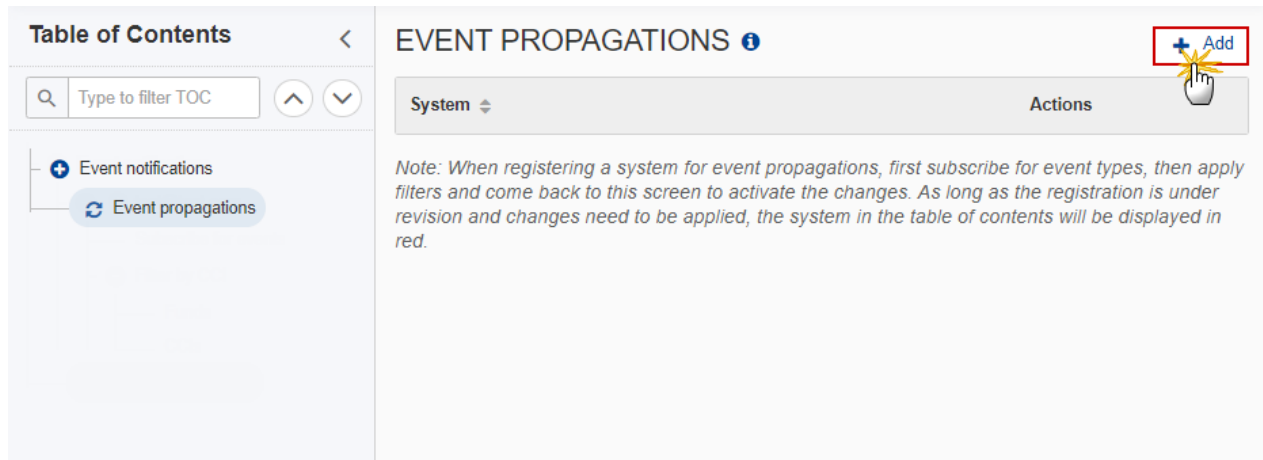 Table of Contents
Type to filter TOC
Event notifications
Event propagations
EVENT PROPAGATIONS
Add
System
Actions
Note: When registering a system for event propagations, first subscribe for event types, then apply
filters and come back to this screen to activate the changes. As long as the registration is under
revision and changes need to be applied, the system in the table of contents will be displayed in
red.